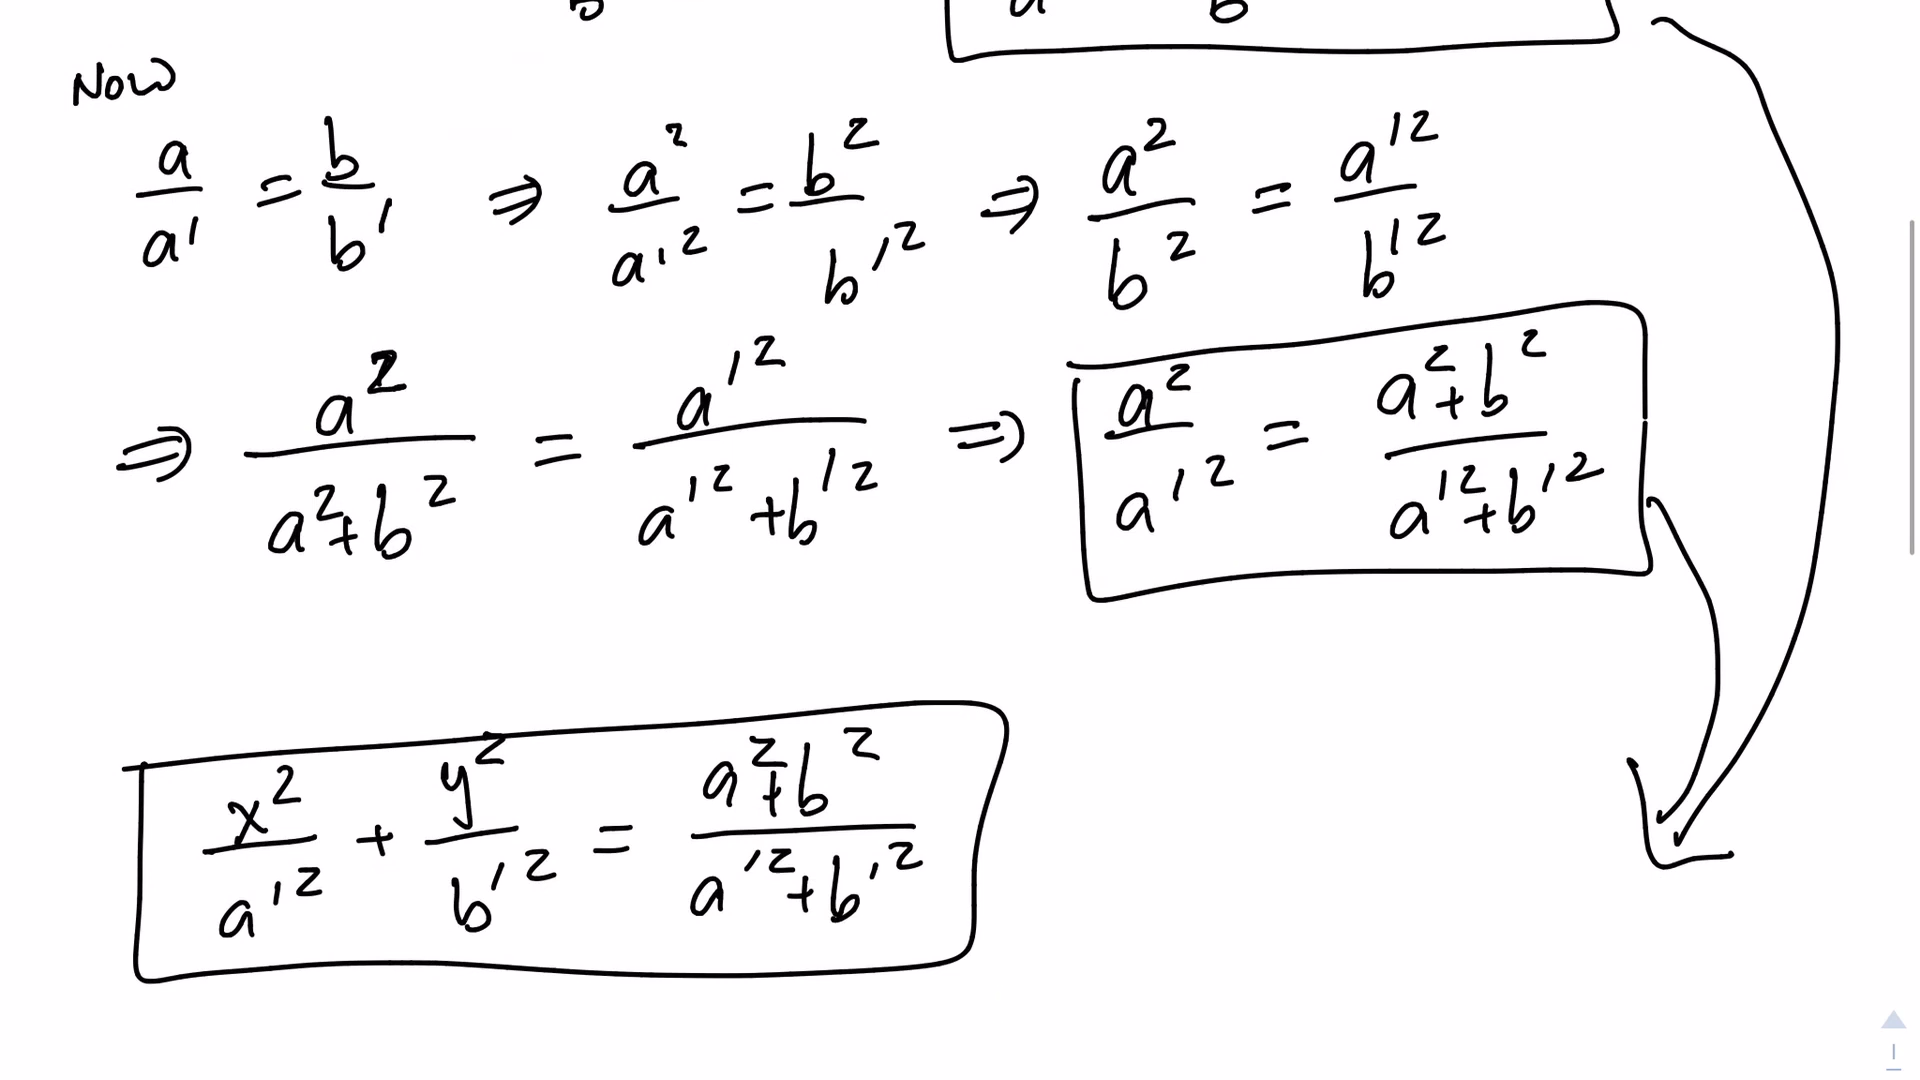 b a b
Now
a/a' = b/b' ⇒ a²/a'² = b²/b'² ⇒ a²/b² = a'²/b'²
⇒ a²/(a²+b²) = a'²/(a'²+b'²) ⇒ a²/a'² = (a²+b²)/(a'²+b'²)
x²/a'² + y²/b'² = (a²+b²)/(a'²+b'²)